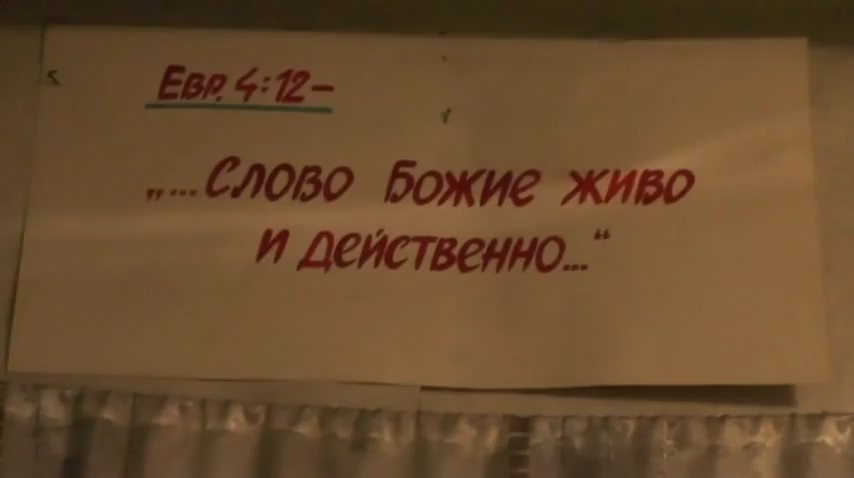 Евр. 4:12–
„...Слово Божие живо
и действенно...“